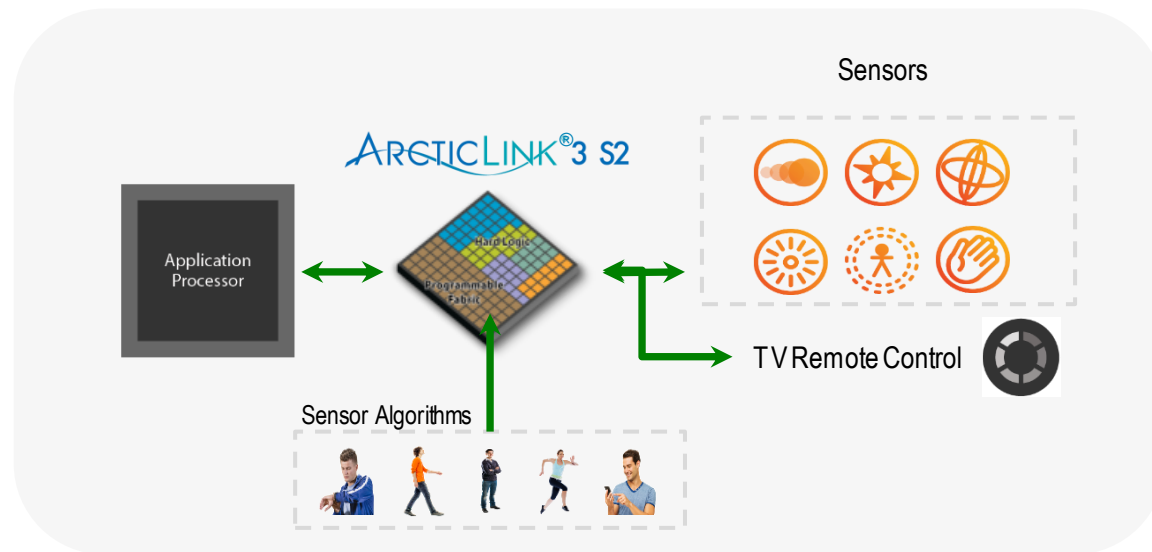 Sensors
ARCTICLINK®3 S2
Hard Logic
Application
Processor
Programmable
Fabric
TV Remote Control
Sensor Algorithms